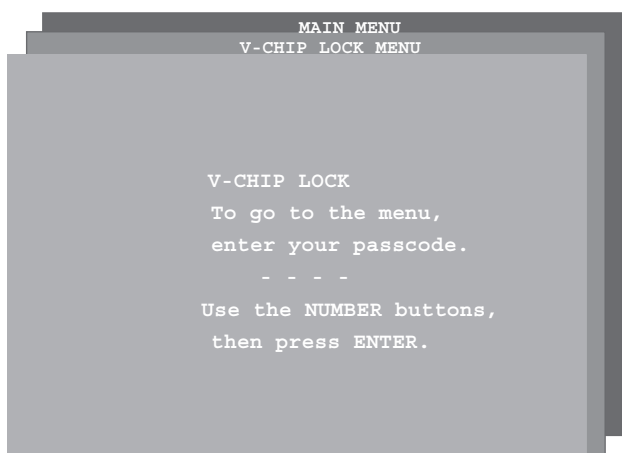 MAIN MENU
V-CHIP LOCK MENU
V-CHIP LOCK
To go to the menu,
enter your passcode.
- - - -
Use the NUMBER buttons,
then press ENTER.